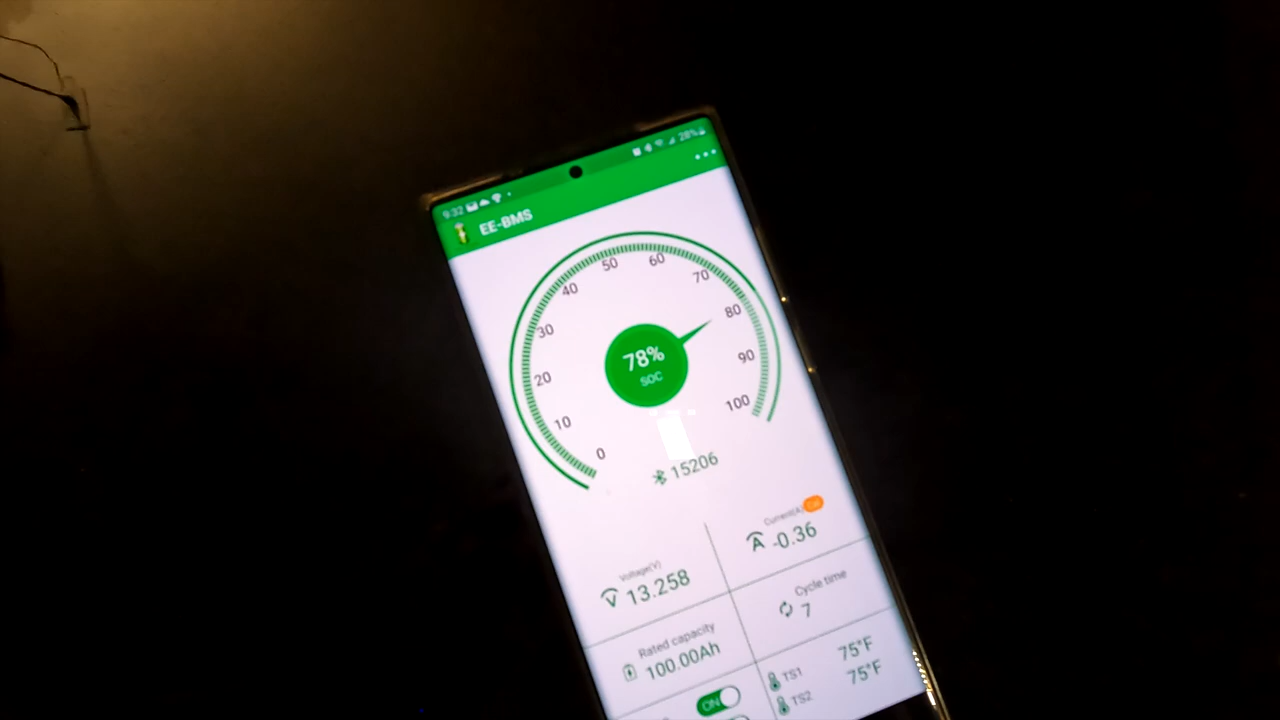 9:32 28%
EE-BMS
0 10 20 30 40 50 60 70 80 90 100
78%
SOC
15206
Voltage(V)
13.258
Current(A)
-0.36
Rated capacity
100.00Ah
Cycle time
7
ON
TS1 75°F
TS2 75°F